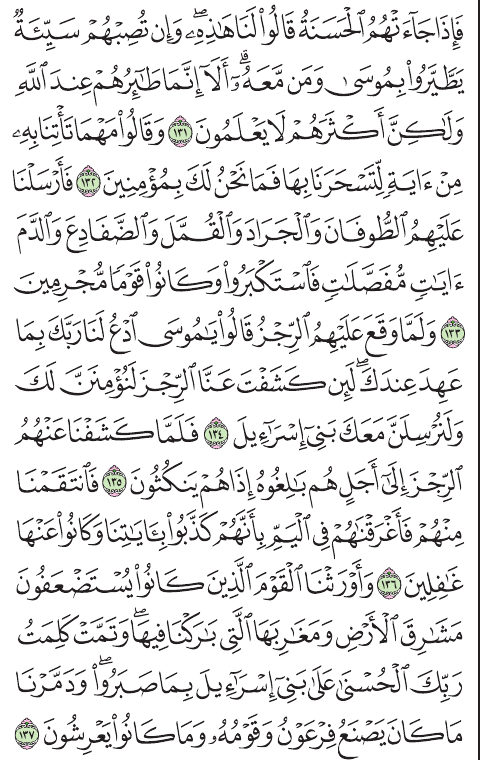 فَإِذَا جَآءَتْهُمُ ٱلْحَسَنَةُ قَالُوا۟ لَنَا هَٰذِهِۦ ۖ وَإِن تُصِبْهُمْ سَيِّئَةٌ
يَطَّيَّرُوا۟ بِمُوسَىٰ وَمَن مَّعَهُۥٓ ۗ أَلَآ إِنَّمَا طَٰٓئِرُهُمْ عِندَ ٱللَّهِ
وَلَٰكِنَّ أَكْثَرَهُمْ لَا يَعْلَمُونَ ١٣١ وَقَالُوا۟ مَهْمَا تَأْتِنَا بِهِۦ
مِنْ ءَايَةٍ لِّتَسْحَرَنَا بِهَا فَمَا نَحْنُ لَكَ بِمُؤْمِنِينَ ١٣٢ فَأَرْسَلْنَا
عَلَيْهِمُ ٱلطُّوفَانَ وَٱلْجَرَادَ وَٱلْقُمَّلَ وَٱلضَّفَادِعَ وَٱلدَّمَ
ءَايَٰتٍ مُّفَصَّلَٰتٍ فَٱسْتَكْبَرُوا۟ وَكَانُوا۟ قَوْمًا مُّجْرِمِينَ
١٣٣ وَلَمَّا وَقَعَ عَلَيْهِمُ ٱلرِّجْزُ قَالُوا۟ يَٰمُوسَى ٱدْعُ لَنَا رَبَّكَ بِمَا
عَهِدَ عِندَكَ ۖ لَئِن كَشَفْتَ عَنَّا ٱلرِّجْزَ لَنُؤْمِنَنَّ لَكَ
وَلَنُرْسِلَنَّ مَعَكَ بَنِىٓ إِسْرَٰٓءِيلَ ١٣٤ فَلَمَّا كَشَفْنَا عَنْهُمُ
ٱلرِّجْزَ إِلَىٰٓ أَجَلٍ هُم بَٰلِغُوهُ إِذَا هُمْ يَنكُثُونَ ١٣٥ فَٱنتَقَمْنَا
مِنْهُمْ فَأَغْرَقْنَٰهُمْ فِى ٱلْيَمِّ بِأَنَّهُمْ كَذَّبُوا۟ بِـَٔايَٰتِنَا وَكَانُوا۟ عَنْهَا
غَٰفِلِينَ ١٣٦ وَأَوْرَثْنَا ٱلْقَوْمَ ٱلَّذِينَ كَانُوا۟ يُسْتَضْعَفُونَ
مَشَٰرِقَ ٱلْأَرْضِ وَمَغَٰرِبَهَا ٱلَّتِى بَٰرَكْنَا فِيهَا ۖ وَتَمَّتْ كَلِمَتُ
رَبِّكَ ٱلْحُسْنَىٰ عَلَىٰ بَنِىٓ إِسْرَٰٓءِيلَ بِمَا صَبَرُوا۟ ۖ وَدَمَّرْنَا
مَا كَانَ يَصْنَعُ فِرْعَوْنُ وَقَوْمُهُۥ وَمَا كَانُوا۟ يَعْرِشُونَ ١٣٧